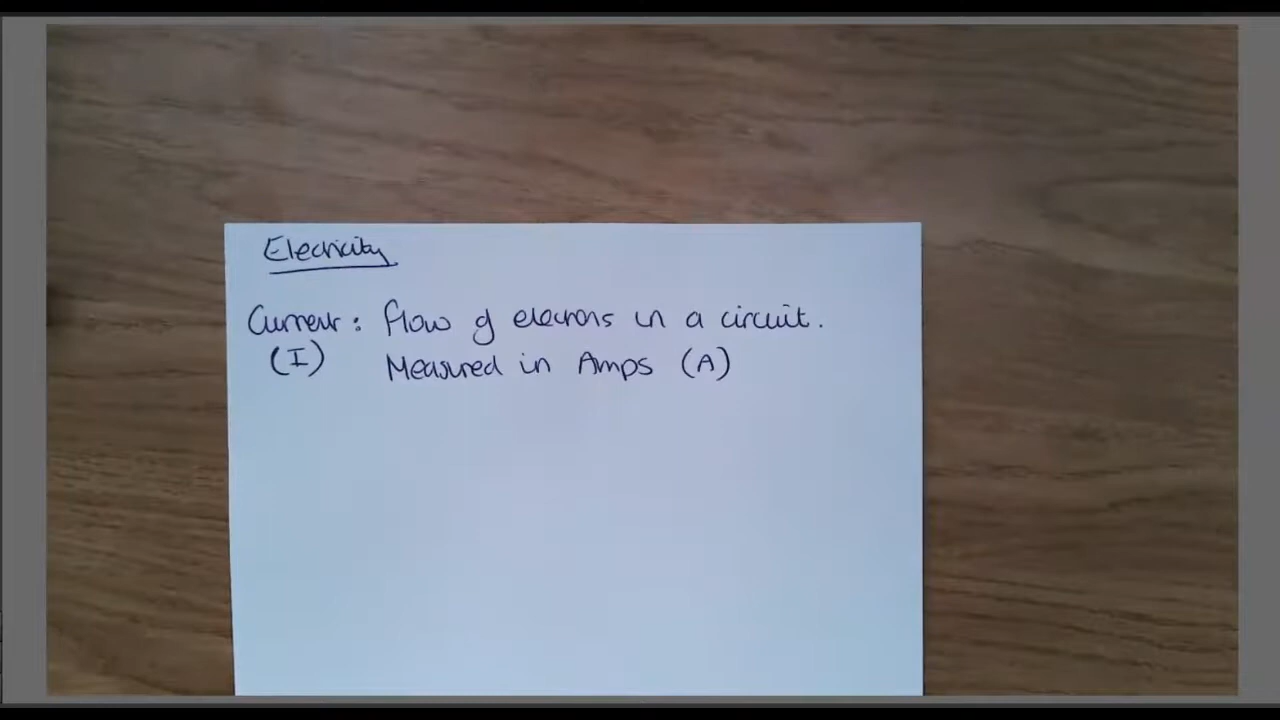 Electricity
Current: flow of electrons in a circuit.
(I) Measured in Amps (A)